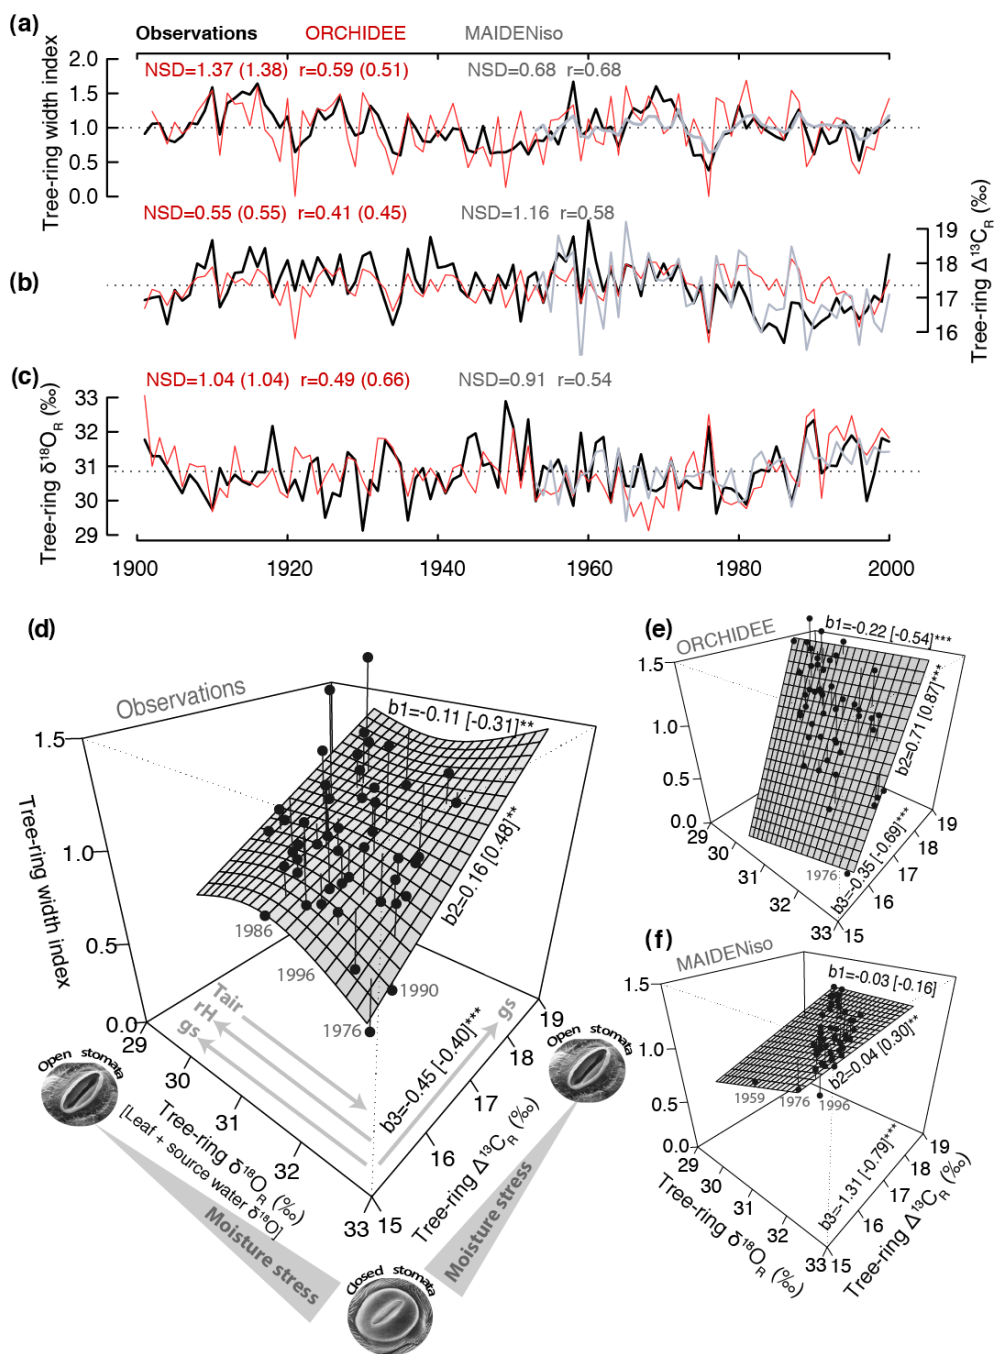 (a)
Observations ORCHIDEE MAIDENiso
NSD=1.37 (1.38) r=0.59 (0.51) NSD=0.68 r=0.68
Tree-ring width index
2.0
1.5
1.0
0.5
0.0
(b)
NSD=0.55 (0.55) r=0.41 (0.45) NSD=1.16 r=0.58
19
18
17
16
Tree-ring Δ¹³C_R (‰)
(c)
NSD=1.04 (1.04) r=0.49 (0.66) NSD=0.91 r=0.54
Tree-ring δ¹⁸O_R (‰)
33
32
31
30
29
1900 1920 1940 1960 1980 2000
(d)
Observations
b1=-0.11 [-0.31]**
b2=0.16 [0.48]**
b3=-0.45 [-0.40]***
Tree-ring width index
1.5
1.0
0.5
0.0
1986
1996
1990
1976
Tair
rH
gs
gs
29
30
31
32
33
15
16
17
18
19
Tree-ring δ¹⁸O_R (‰)
[Leaf + source water δ¹⁸O]
Tree-ring Δ¹³C_R (‰)
Open stomata
Open stomata
Closed stomata
Moisture stress
Moisture stress
(e)
ORCHIDEE
b1=-0.22 [-0.54]***
b2=0.71 [0.87]***
b3=-0.35 [-0.69]***
1.5
1.0
0.5
0.0
1976
29
30
31
32
33
15
16
17
18
19
(f)
MAIDENiso
b1=-0.03 [-0.16]
b2=0.04 [0.30]**
b3=-1.31 [-0.79]***
1.5
1.0
0.5
0.0
1959
1976
1996
29
30
31
32
33
15
16
17
18
19
Tree-ring δ¹⁸O_R (‰)
Tree-ring Δ¹³C_R (‰)